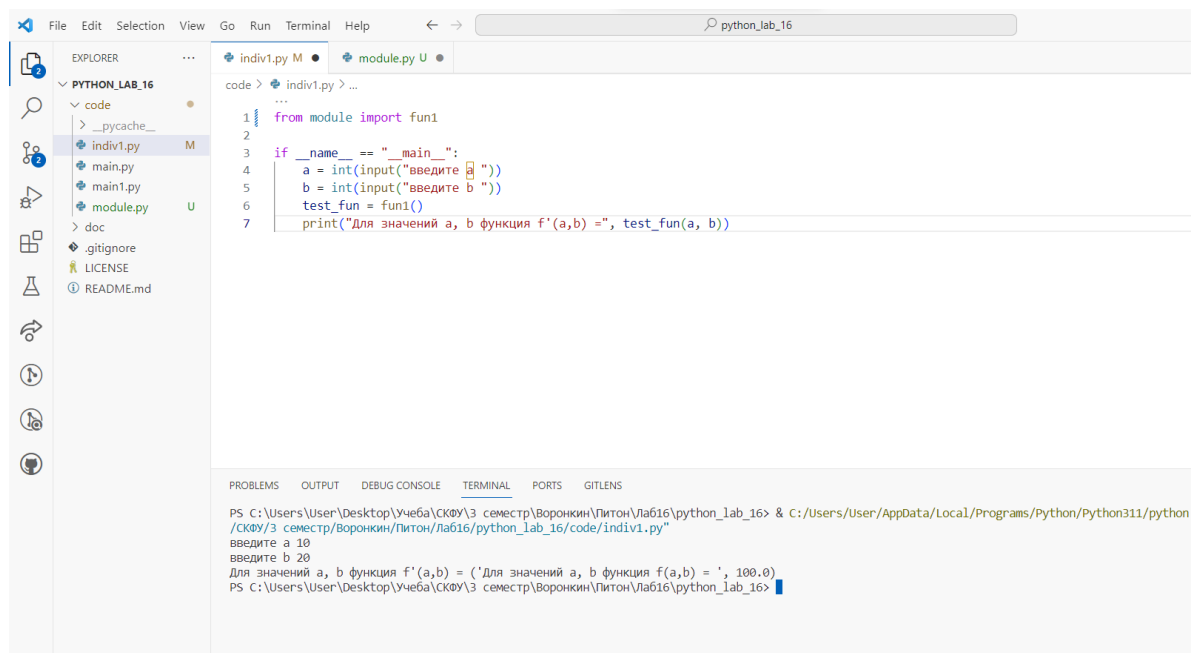 File Edit Selection View Go Run Terminal Help ← → python_lab_16
EXPLORER ...
PYTHON_LAB_16
code
__pycache__
indiv1.py M
main.py
main1.py
module.py U
doc
.gitignore
LICENSE
README.md
2
2
indiv1.py M module.py U
code > indiv1.py > ...
...
1 from module import fun1
2
3 if __name__ == "__main__":
4 a = int(input("введите a "))
5 b = int(input("введите b "))
6 test_fun = fun1()
7 print("Для значений a, b функция f'(a,b) =", test_fun(a, b))
PROBLEMS OUTPUT DEBUG CONSOLE TERMINAL PORTS GITLENS
PS C:\Users\User\Desktop\Учеба\СКФУ\3 семестр\Воронкин\Питон\Лаб16\python_lab_16> & C:/Users/User/AppData/Local/Programs/Python/Python311/python
/СКФУ/3 семестр/Воронкин/Питон/Лаб16/python_lab_16/code/indiv1.py"
введите a 10
введите b 20
Для значений a, b функция f'(a,b) = ('Для значений a, b функция f(a,b) = ', 100.0)
PS C:\Users\User\Desktop\Учеба\СКФУ\3 семестр\Воронкин\Питон\Лаб16\python_lab_16>